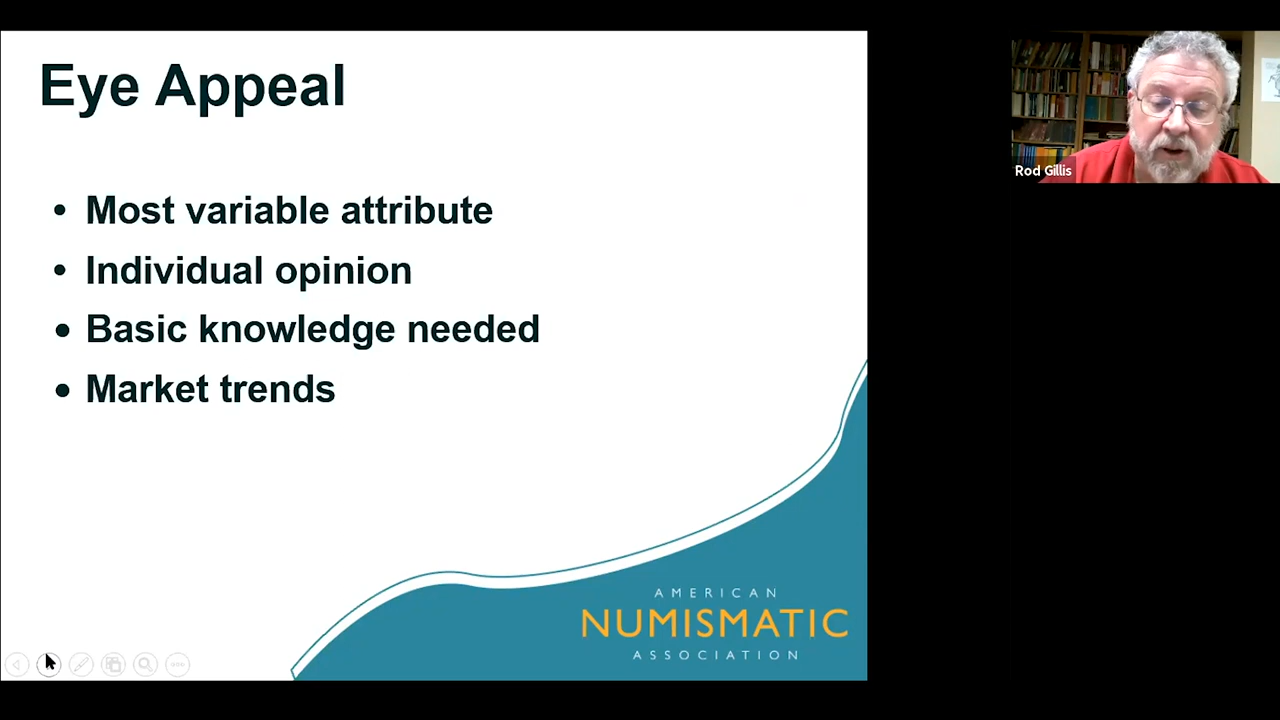 Eye Appeal
• Most variable attribute
• Individual opinion
• Basic knowledge needed
• Market trends
AMERICAN
NUMISMATIC
ASSOCIATION
Rod Gillis